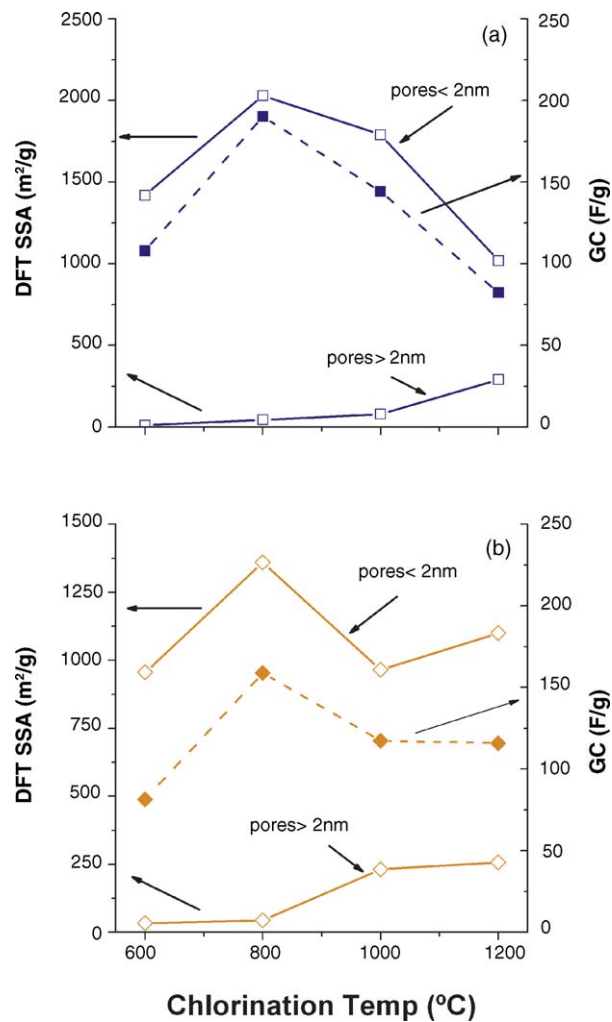 2500
250
(a)
pores< 2nm
2000
200
DFT SSA (m²/g)
1500
150
GC (F/g)
1000
100
pores> 2nm
500
50
0
0
1500
250
(b)
pores< 2nm
1250
200
1000
150
DFT SSA (m²/g)
750
GC (F/g)
100
500
pores> 2nm
50
250
0
0
600
800
1000
1200
Chlorination Temp (ºC)